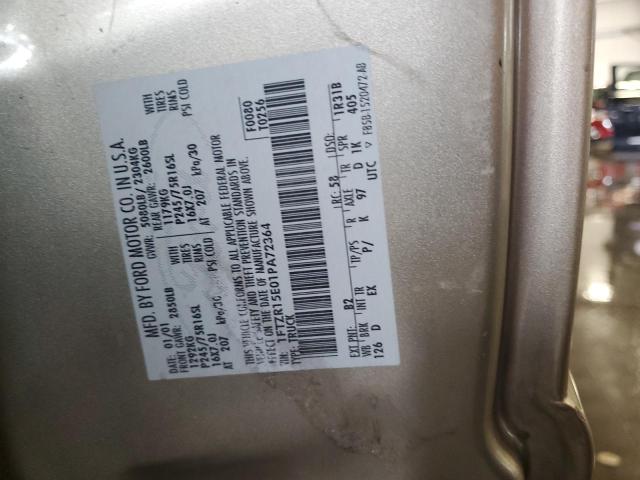 MFD. BY FORD MOTOR CO. IN U.S.A.
DATE: 01/01 GVWR: 5080LB / 2304KG
FRONT GAWR: 2850LB REAR GAWR: 2600LB
1292KG 1179KG WITH
P245/75R16SL P245/75R16SL TIRES
16X7.0J 16X7.0J RIMS
AT 207 kPa/30 PSI COLD AT 207 kPa/30 PSI COLD
THIS VEHICLE CONFORMS TO ALL APPLICABLE FEDERAL MOTOR
VEHICLE SAFETY AND THEFT PREVENTION STANDARDS IN
EFFECT ON THE DATE OF MANUFACTURE SHOWN ABOVE.
VIN: 1FTZR15E01PA72364 F0080
TYPE: TRUCK T0256
EXT PNT: B2 RC: 58 DSO: 1R31B
WB BRK INT TR TP/PS R AXLE TR SPR 405
126 D EX P/ K 97 D 1K
UTC F85B-1520472-AB
WITH
TIRES
RIMS